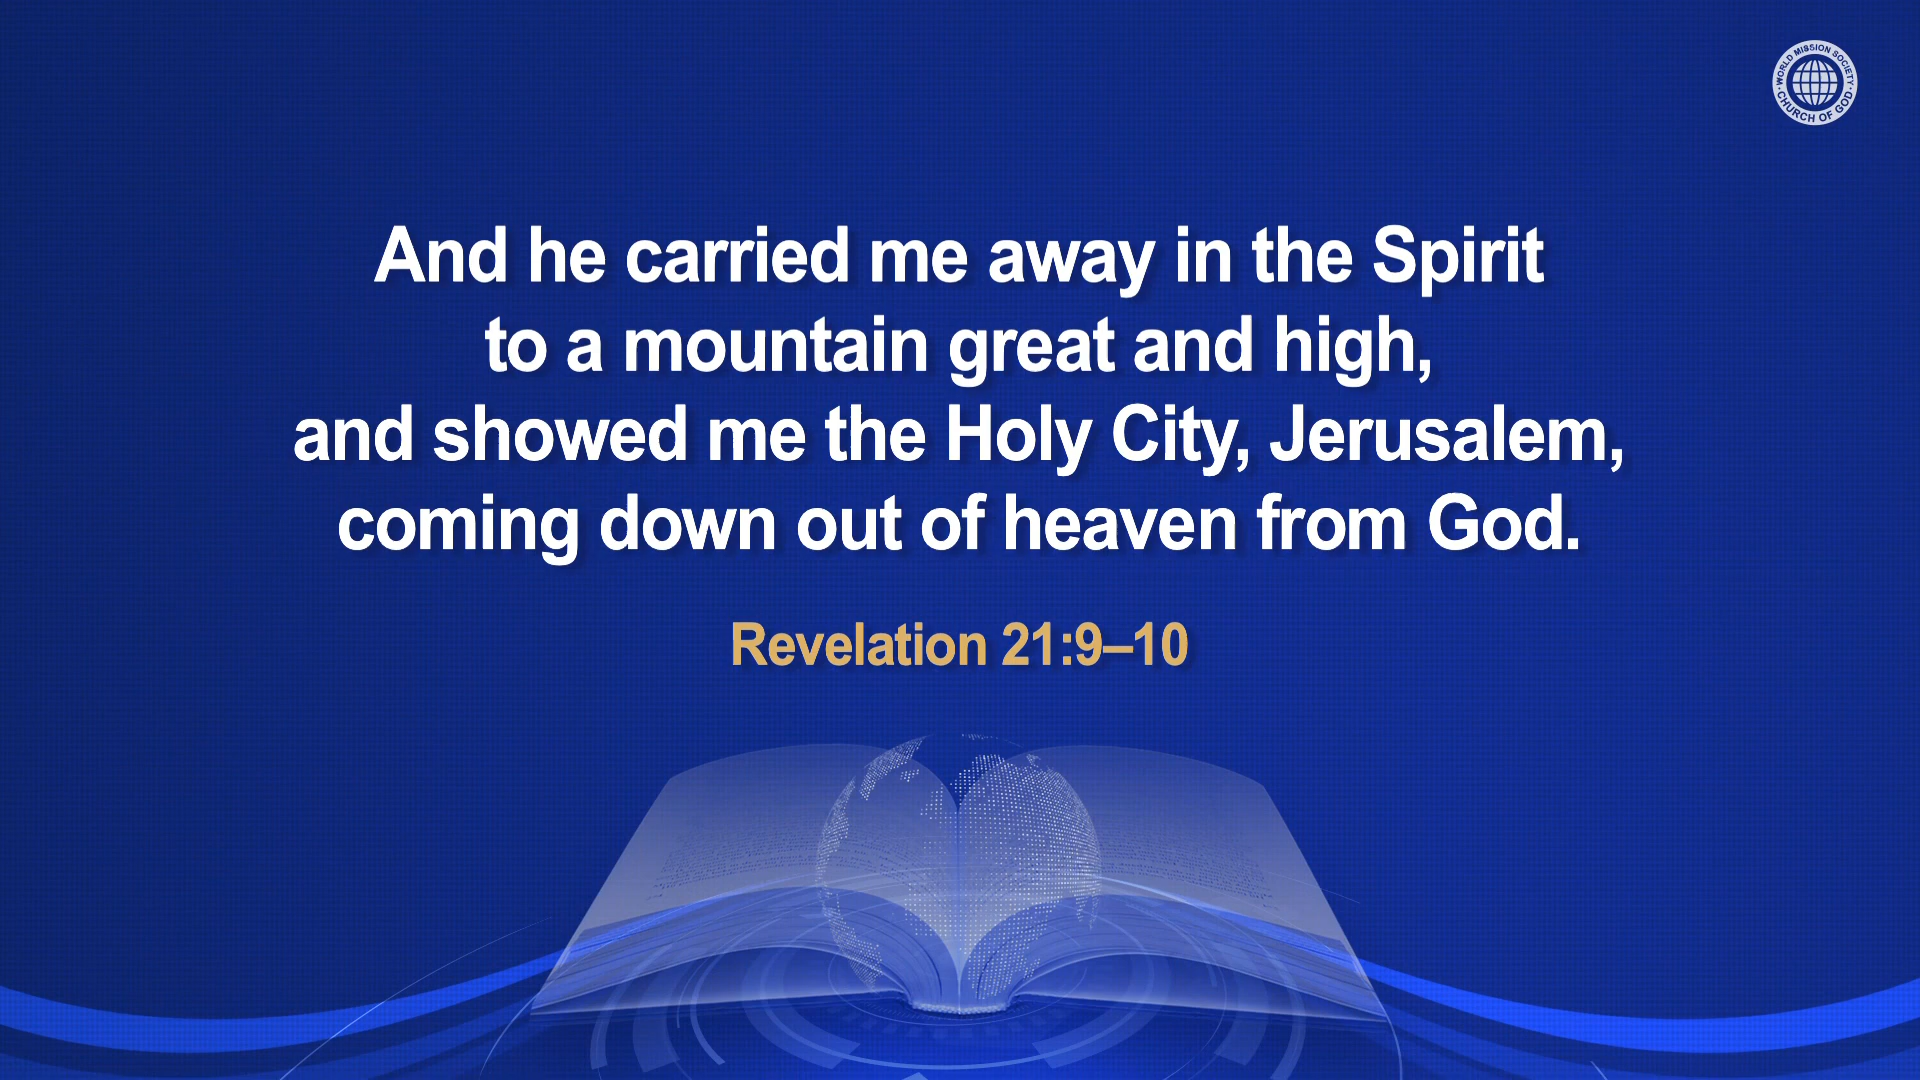 WORLD MISSION SOCIETY
CHURCH OF GOD
And he carried me away in the Spirit
to a mountain great and high,
and showed me the Holy City, Jerusalem,
coming down out of heaven from God.
Revelation 21:9–10